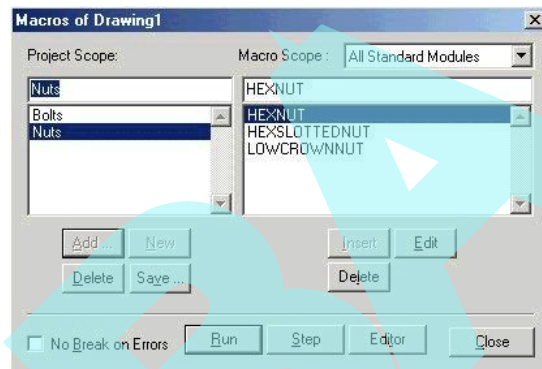 Macros of Drawing1
Project Scope:
Macro Scope : All Standard Modules
Nuts
HEXNUT
Bolts
Nuts
HEXNUT
HEXSLOTTEDNUT
LOWCROWNNUT
Add ... New Insert Edit
Delete Save ... Delete
No Break on Errors Run Step Editor Close